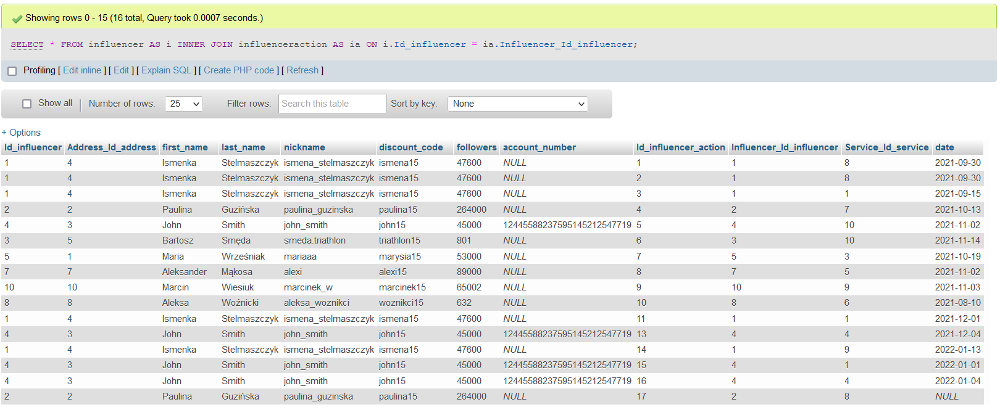 Showing rows 0 - 15 (16 total, Query took 0.0007 seconds.)
SELECT * FROM influencer AS i INNER JOIN influenceraction AS ia ON i.Id_influencer = ia.Influencer_Id_influencer;
Profiling [ Edit inline ] [ Edit ] [ Explain SQL ] [ Create PHP code ] [ Refresh ]
Show all | Number of rows: 25 Filter rows: Search this table Sort by key: None
+ Options
Id_influencer Address_Id_address first_name last_name nickname discount_code followers account_number Id_influencer_action Influencer_Id_influencer Service_Id_service date
1 4 Ismenka Stelmaszczyk ismena_stelmaszczyk ismena15 47600 NULL 1 1 8 2021-09-30
1 4 Ismenka Stelmaszczyk ismena_stelmaszczyk ismena15 47600 NULL 2 1 8 2021-09-30
1 4 Ismenka Stelmaszczyk ismena_stelmaszczyk ismena15 47600 NULL 3 1 1 2021-09-15
2 2 Paulina Guzińska paulina_guzinska paulina15 264000 NULL 4 2 7 2021-10-13
4 3 John Smith john_smith john15 45000 12445588237595145212547719 5 4 10 2021-11-02
3 5 Bartosz Smęda smeda.triathlon triathlon15 801 NULL 6 3 10 2021-11-14
5 1 Maria Wrześniak mariaaa marysia15 53000 NULL 7 5 3 2021-10-19
7 7 Aleksander Mąkosa alexi alexi15 89000 NULL 8 7 5 2021-11-02
10 10 Marcin Wiesiuk marcinek_w marcinek15 65002 NULL 9 10 9 2021-11-03
8 8 Aleksa Woźnicki aleksa_woznikci woznikci15 632 NULL 10 8 6 2021-08-10
1 4 Ismenka Stelmaszczyk ismena_stelmaszczyk ismena15 47600 NULL 11 1 1 2021-12-01
4 3 John Smith john_smith john15 45000 12445588237595145212547719 13 4 4 2021-12-04
1 4 Ismenka Stelmaszczyk ismena_stelmaszczyk ismena15 47600 NULL 14 1 9 2022-01-13
4 3 John Smith john_smith john15 45000 12445588237595145212547719 15 4 1 2022-01-01
4 3 John Smith john_smith john15 45000 12445588237595145212547719 16 4 4 2022-01-04
2 2 Paulina Guzińska paulina_guzinska paulina15 264000 NULL 17 2 8 NULL